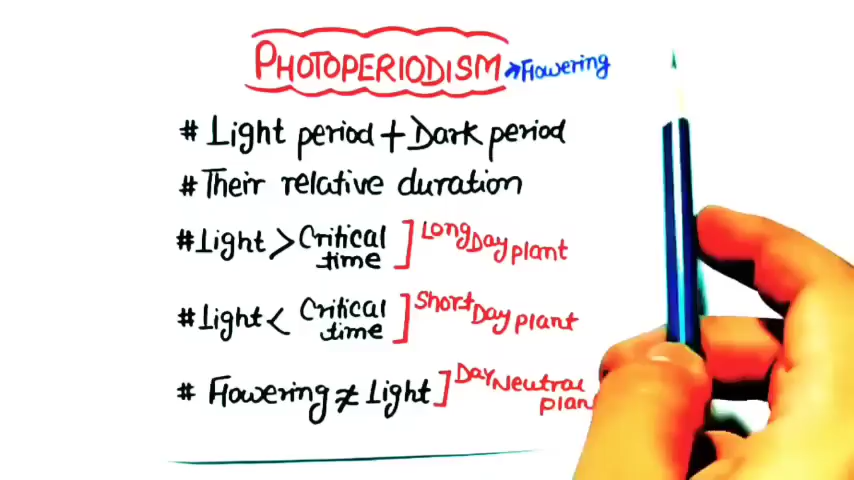 PHOTOPERIODISM → Flowering
# Light period + Dark period
# Their relative duration
# Light > Critical time ] Long Day plant
# Light < Critical time ] Short Day plant
# Flowering ≠ Light ] Day Neutral plan